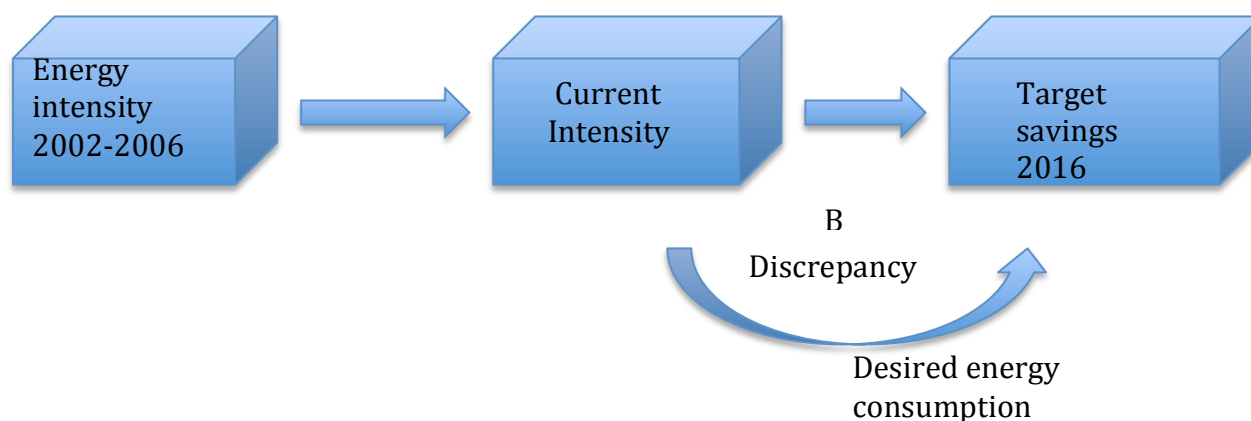 Energy
intensity
2002-2006
Current
Intensity
Target
savings
2016
B
Discrepancy
Desired energy
consumption